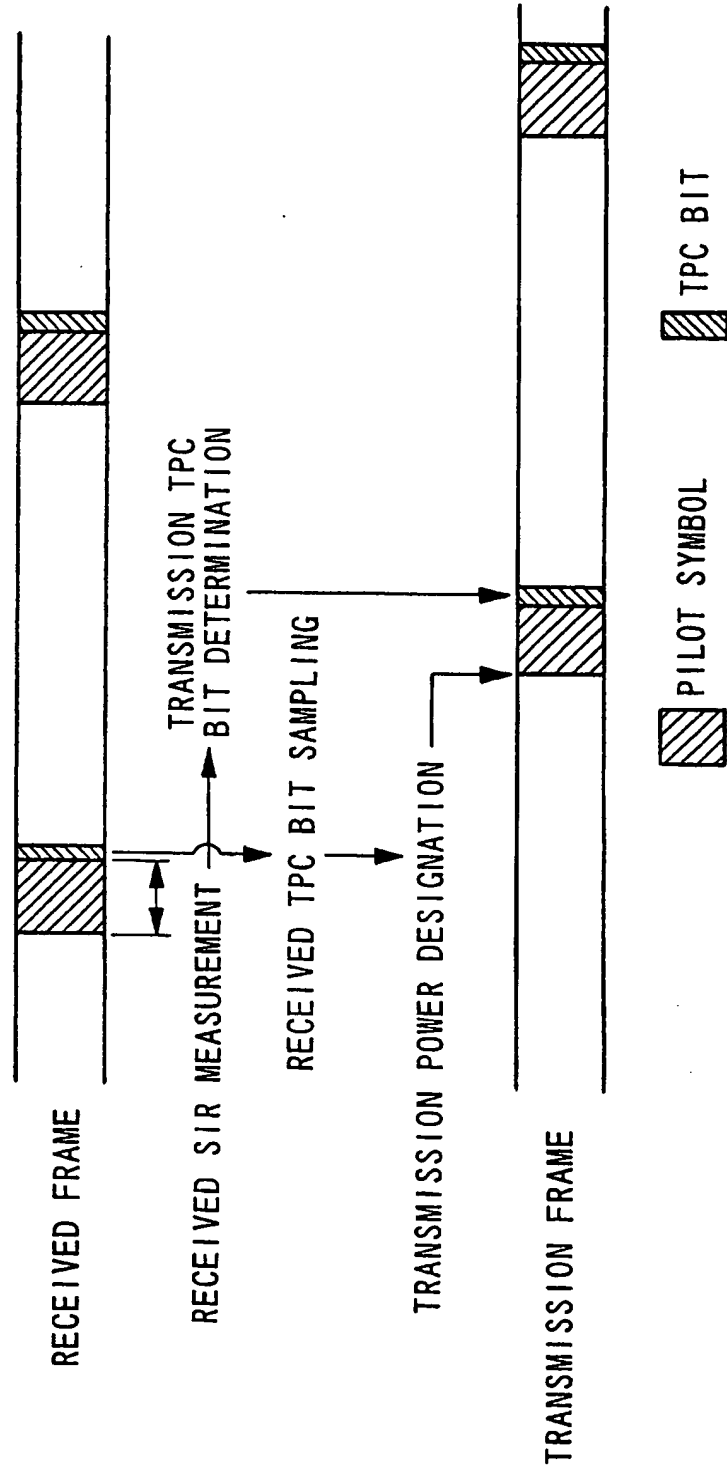 RECEIVED FRAME
RECEIVED SIR MEASUREMENT
TRANSMISSION TPC
BIT DETERMINATION
RECEIVED TPC BIT SAMPLING
TRANSMISSION POWER DESIGNATION
TRANSMISSION FRAME
PILOT SYMBOL
TPC BIT